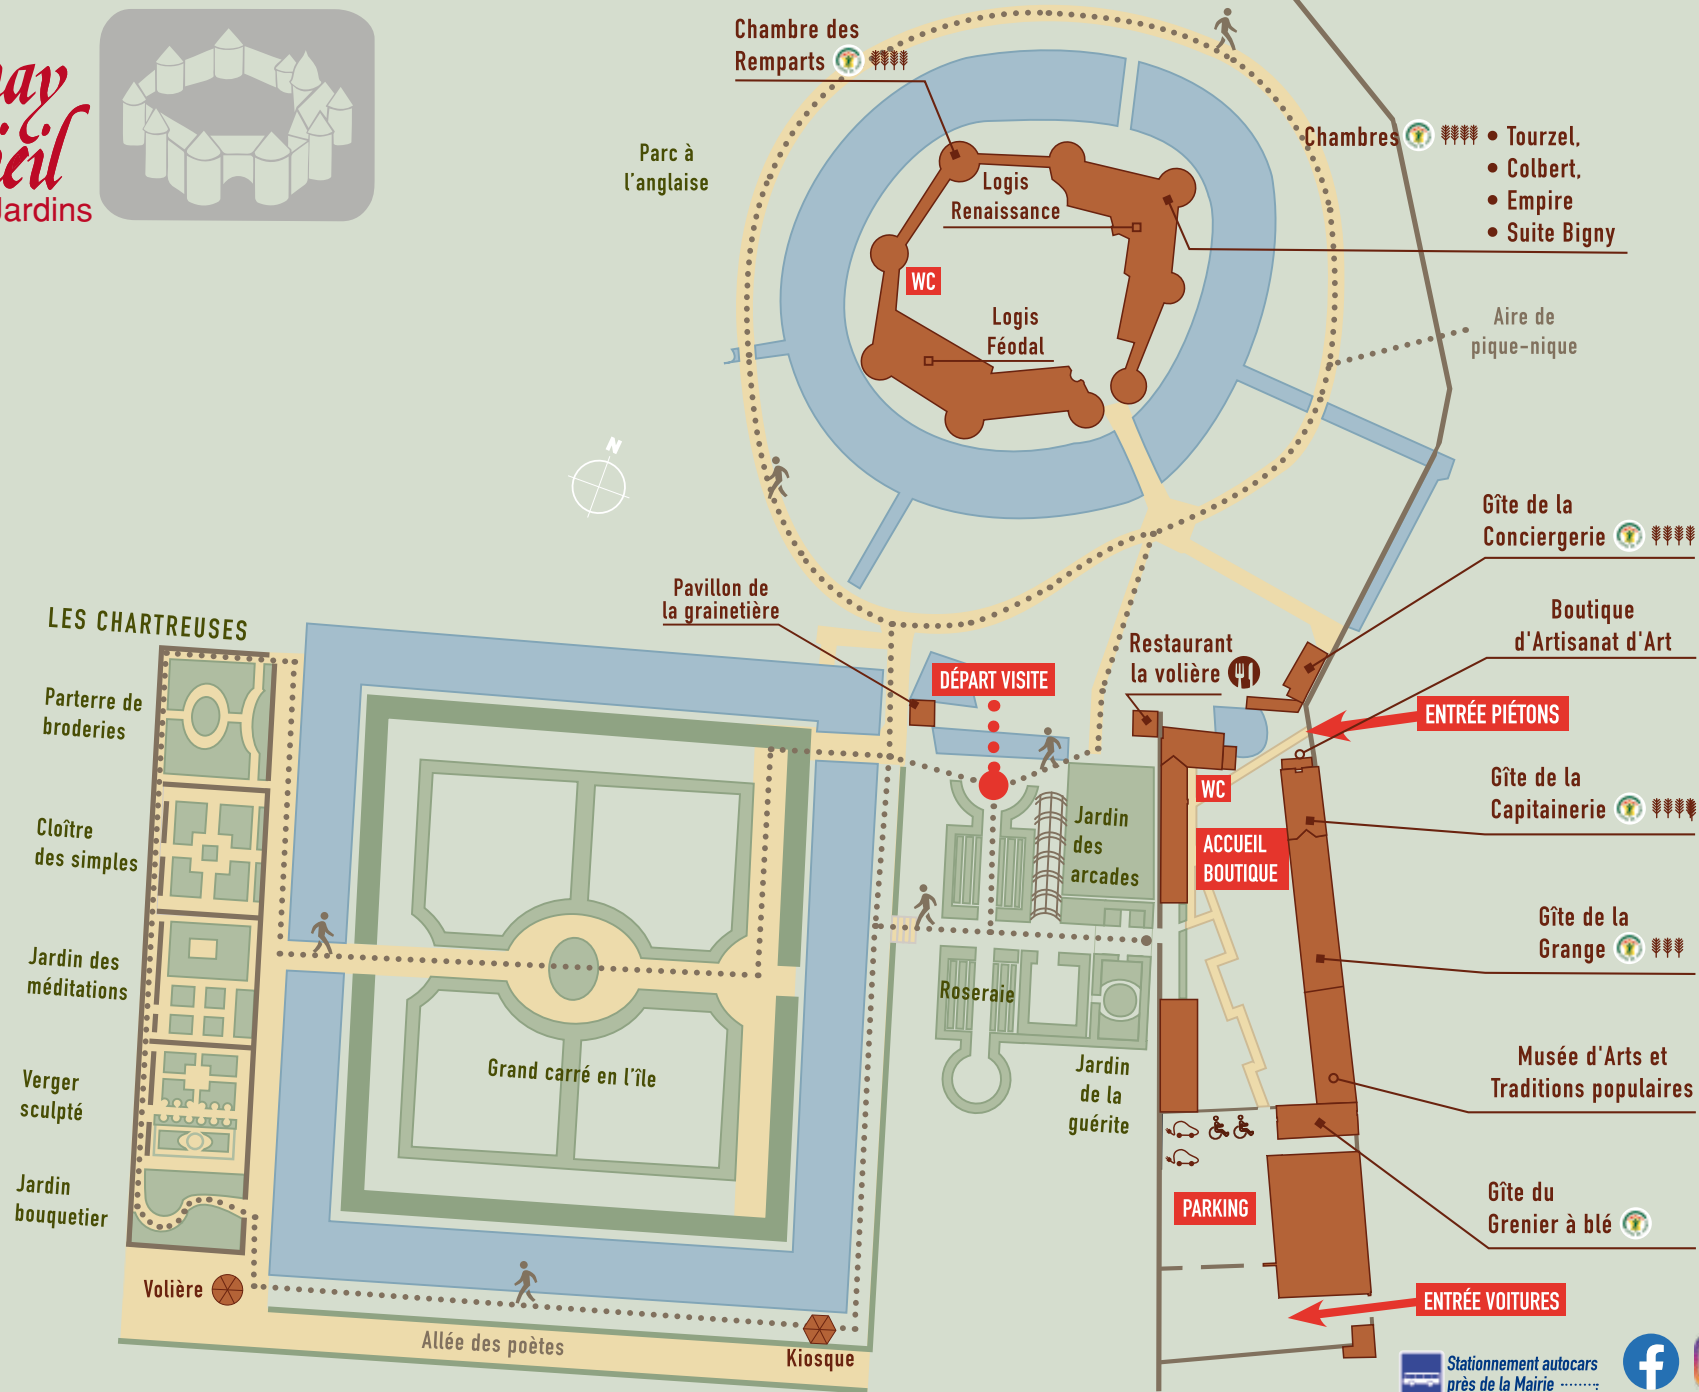 Jardins
Chambre des
Remparts
Parc à
l'anglaise
Logis
Renaissance
WC
Logis
Féodal
Chambres
• Tourzel,
• Colbert,
• Empire
• Suite Bigny
Aire de
pique-nique
N
Gîte de la
Conciergerie
Pavillon de
la grainetière
DÉPART VISITE
Restaurant
la volière
Boutique
d'Artisanat d'Art
ENTRÉE PIÉTONS
LES CHARTREUSES
Parterre de
broderies
Cloître
des simples
Jardin des
méditations
Verger
sculpté
Jardin
bouquetier
Volière
Grand carré en l'île
Allée des poètes
Kiosque
Jardin
des
arcades
Roseraie
Jardin
de la
guérite
WC
ACCUEIL
BOUTIQUE
Gîte de la
Capitainerie
Gîte de la
Grange
Musée d'Arts et
Traditions populaires
PARKING
Gîte du
Grenier à blé
ENTRÉE VOITURES
Stationnement autocars
près de la Mairie